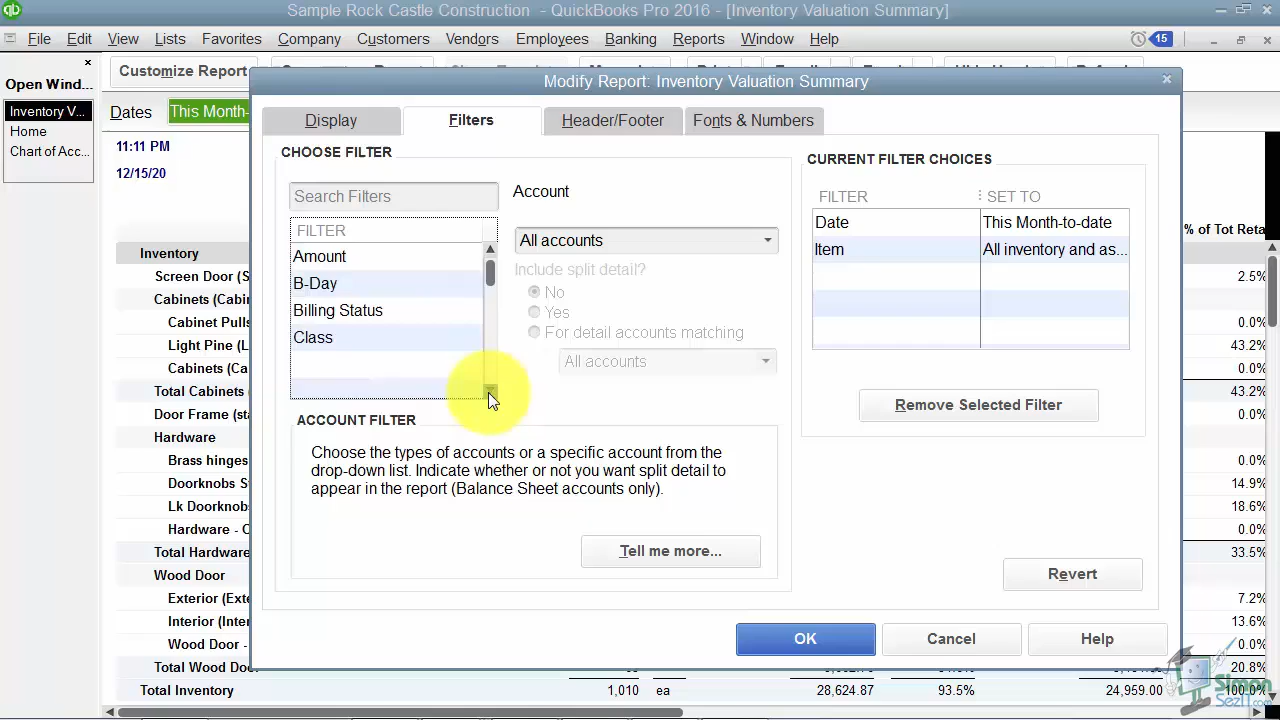 Sample Rock Castle Construction - QuickBooks Pro 2016 - [Inventory Valuation Summary]
File Edit View Lists Favorites Company Customers Vendors Employees Banking Reports Window Help 15
Open Wind...
Inventory V...
Home
Chart of Acc...
Customize Report
Dates This Month-
11:11 PM
12/15/20
Modify Report: Inventory Valuation Summary
Display Filters Header/Footer Fonts & Numbers
CHOOSE FILTER
Search Filters
FILTER
Amount
B-Day
Billing Status
Class
Account
All accounts
Include split detail?
No
Yes
For detail accounts matching
All accounts
ACCOUNT FILTER
Choose the types of accounts or a specific account from the
drop-down list. Indicate whether or not you want split detail to
appear in the report (Balance Sheet accounts only).
Tell me more...
CURRENT FILTER CHOICES
FILTER SET TO
Date This Month-to-date
Item All inventory and as...
Remove Selected Filter
Revert
OK Cancel Help
% of Tot Reta
Inventory
Screen Door (S 2.5%
Cabinets (Cabin
Cabinet Pulls 0.0%
Light Pine (L 43.2%
Cabinets (Ca 0.0%
Total Cabinets ( 43.2%
Door Frame (sta 0.0%
Hardware
Brass hinges 0.0%
Doorknobs S 14.9%
Lk Doorknob 18.6%
Hardware - O 0.0%
Total Hardware 33.5%
Wood Door
Exterior (Exte 7.2%
Interior (Inter 13.6%
Wood Door - 0.0%
Total Wood Doo 20.8%
Total Inventory 1,010 ea 28,624.87 93.5% 24,959.00 100.0%
Simon
SezIT.com